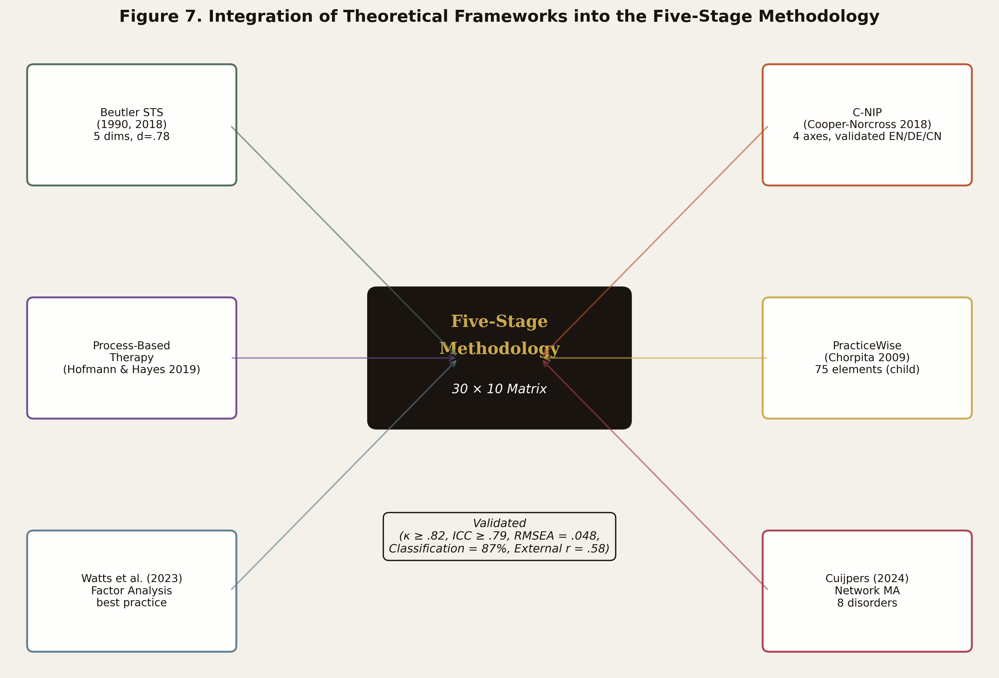 Figure 7. Integration of Theoretical Frameworks into the Five-Stage Methodology
Beutler STS
(1990, 2018)
5 dims, d=.78
C-NIP
(Cooper-Norcross 2018)
4 axes, validated EN/DE/CN
Process-Based
Therapy
(Hofmann & Hayes 2019)
Five-Stage
Methodology
30 × 10 Matrix
PracticeWise
(Chorpita 2009)
75 elements (child)
Watts et al. (2023)
Factor Analysis
best practice
Validated
(κ ≥ .82, ICC ≥ .79, RMSEA = .048,
Classification = 87%, External r = .58)
Cuijpers (2024)
Network MA
8 disorders